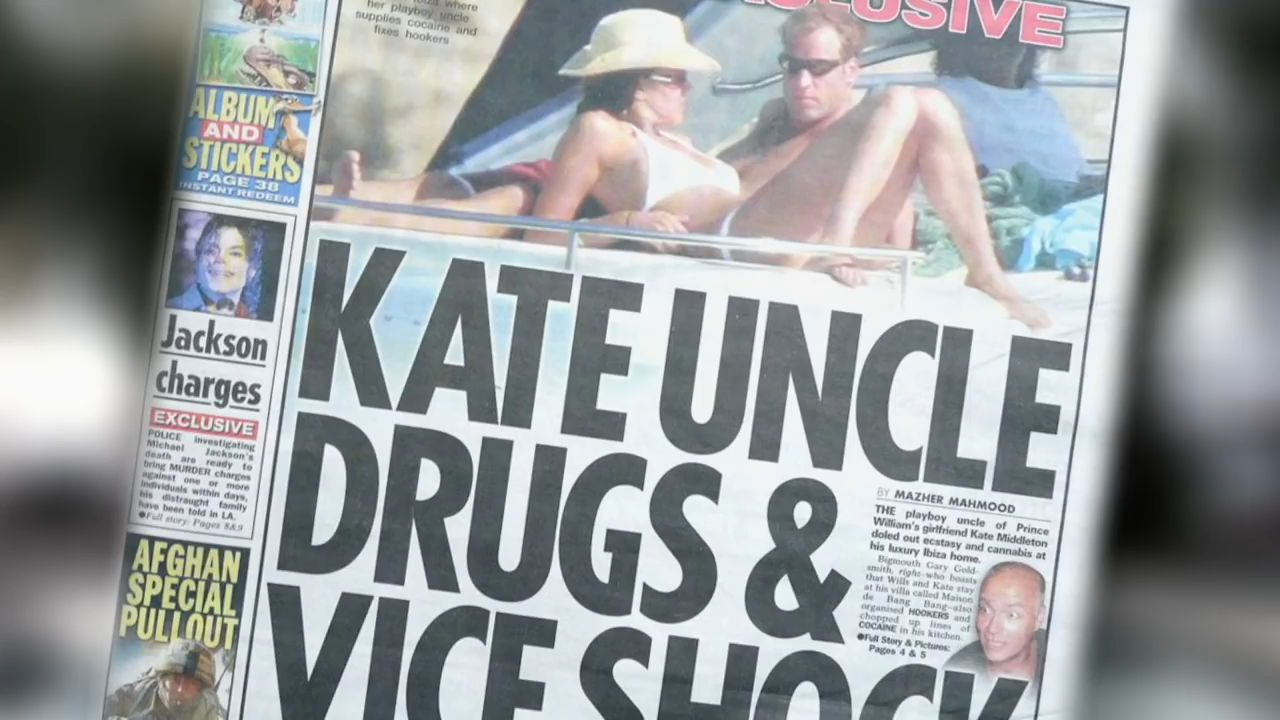 Ibiza where
her playboy uncle
supplies cocaine and
fixes hookers
ALBUM
AND
STICKERS
PAGE 38
INSTANT REDEEM
Jackson
charges
EXCLUSIVE
POLICE investigating
Michael Jackson's
death are ready to
bring MURDER charges
against one or more
individuals within days,
his distraught family
have been told in LA.
●Full story: Pages 8&9
AFGHAN
SPECIAL
PULLOUT
KATE UNCLE
DRUGS &
VICE SHOCK
BY MAZHER MAHMOOD
THE playboy uncle of Prince
William's girlfriend Kate Middleton
doled out ecstasy and cannabis at
his luxury Ibiza home.
Bigmouth Gary Gold-
smith, right–who boasts
that Wills and Kate stay
at his villa called Maison
de Bang Bang–also
organised HOOKERS and
chopped up lines of
COCAINE in his kitchen.
●Full Story & Pictures:
Pages 4 & 5